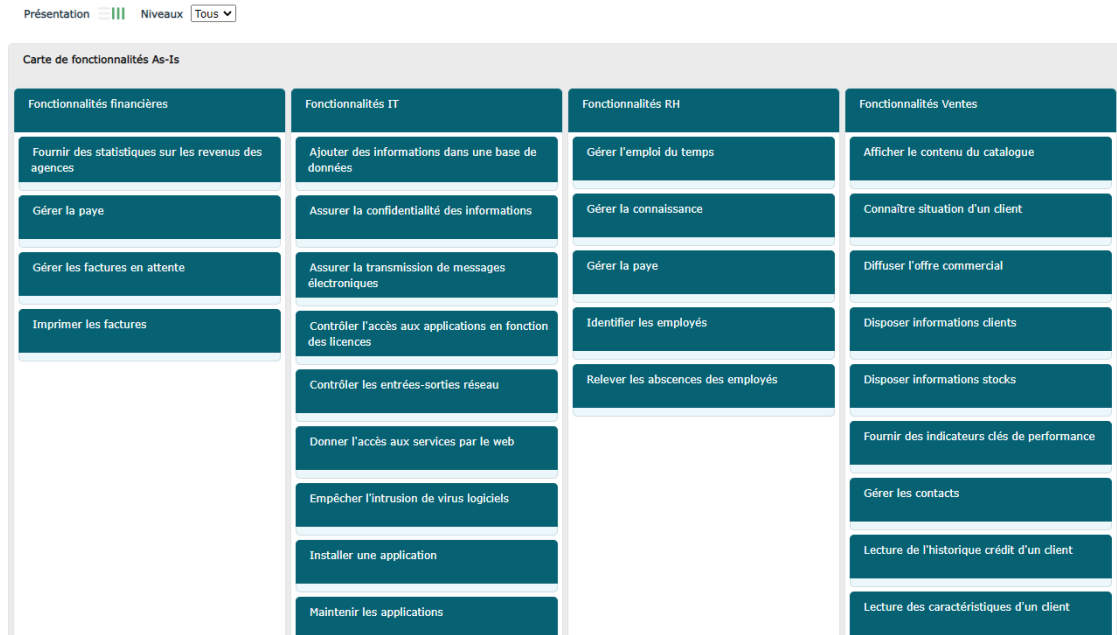 Présentation
Niveaux
Tous
Carte de fonctionnalités As-Is
Fonctionnalités financières
Fournir des statistiques sur les revenus des
agences
Gérer la paye
Gérer les factures en attente
Imprimer les factures
Fonctionnalités IT
Ajouter des informations dans une base de
données
Assurer la confidentialité des informations
Assurer la transmission de messages
électroniques
Contrôler l'accès aux applications en fonction
des licences
Contrôler les entrées-sorties réseau
Donner l'accès aux services par le web
Empêcher l'intrusion de virus logiciels
Installer une application
Maintenir les applications
Fonctionnalités RH
Gérer l'emploi du temps
Gérer la connaissance
Gérer la paye
Identifier les employés
Relever les abscences des employés
Fonctionnalités Ventes
Afficher le contenu du catalogue
Connaître situation d'un client
Diffuser l'offre commercial
Disposer informations clients
Disposer informations stocks
Fournir des indicateurs clés de performance
Gérer les contacts
Lecture de l'historique crédit d'un client
Lecture des caractéristiques d'un client